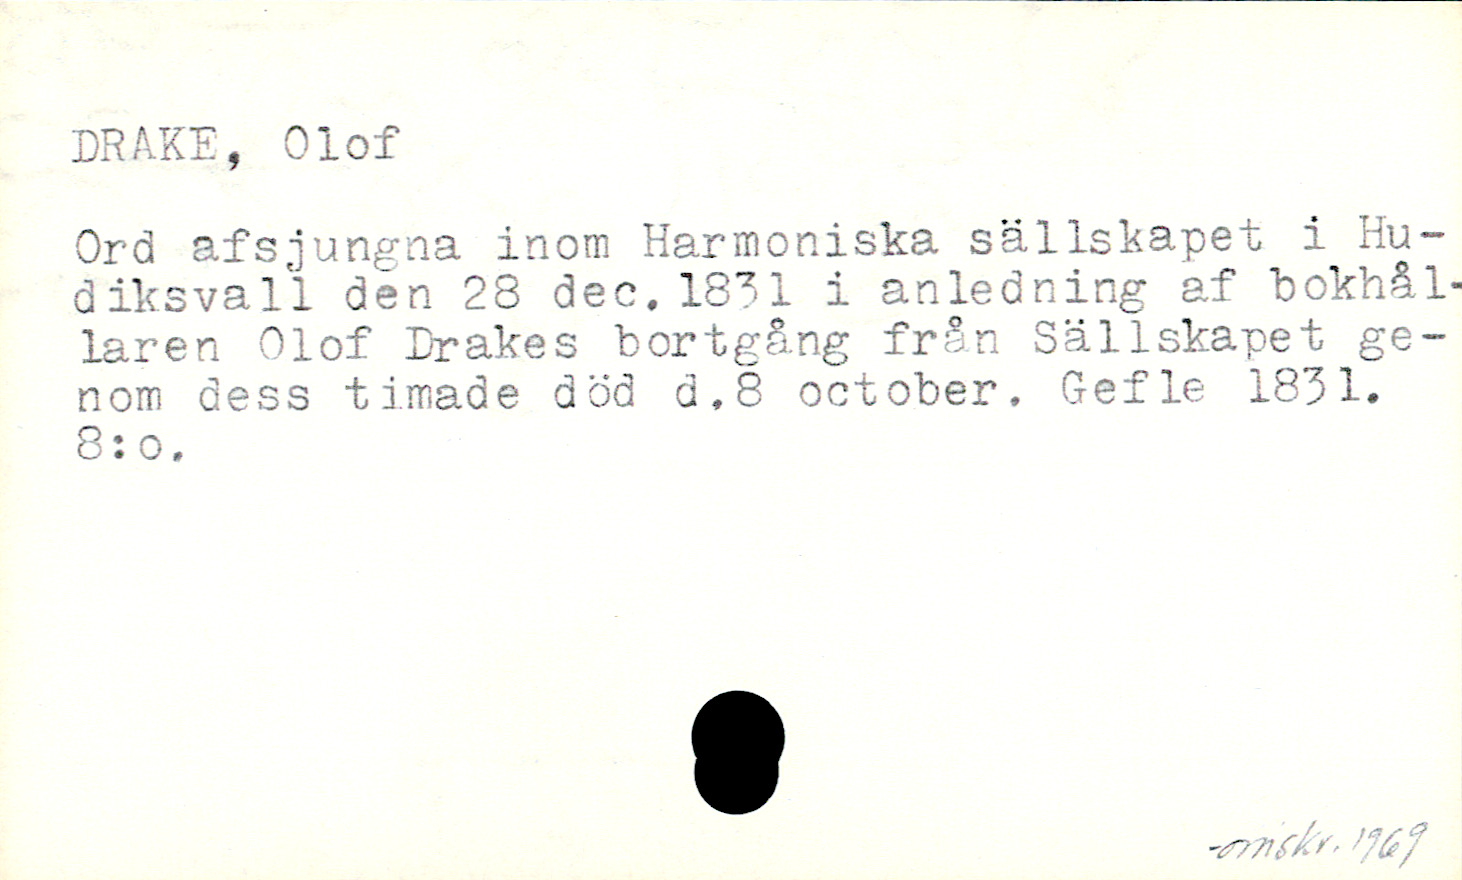 DRAKE, Olof
Ord afsjungna inom Harmoniska sällskapet i Hu-
diksvall den 28 dec. 1831 i anledning af bokhål-
laren Olof Drakes bortgång från Sällskapet ge-
nom dess timade död d.8 october. Gefle 1831.
8:o.
-omskr. 1969